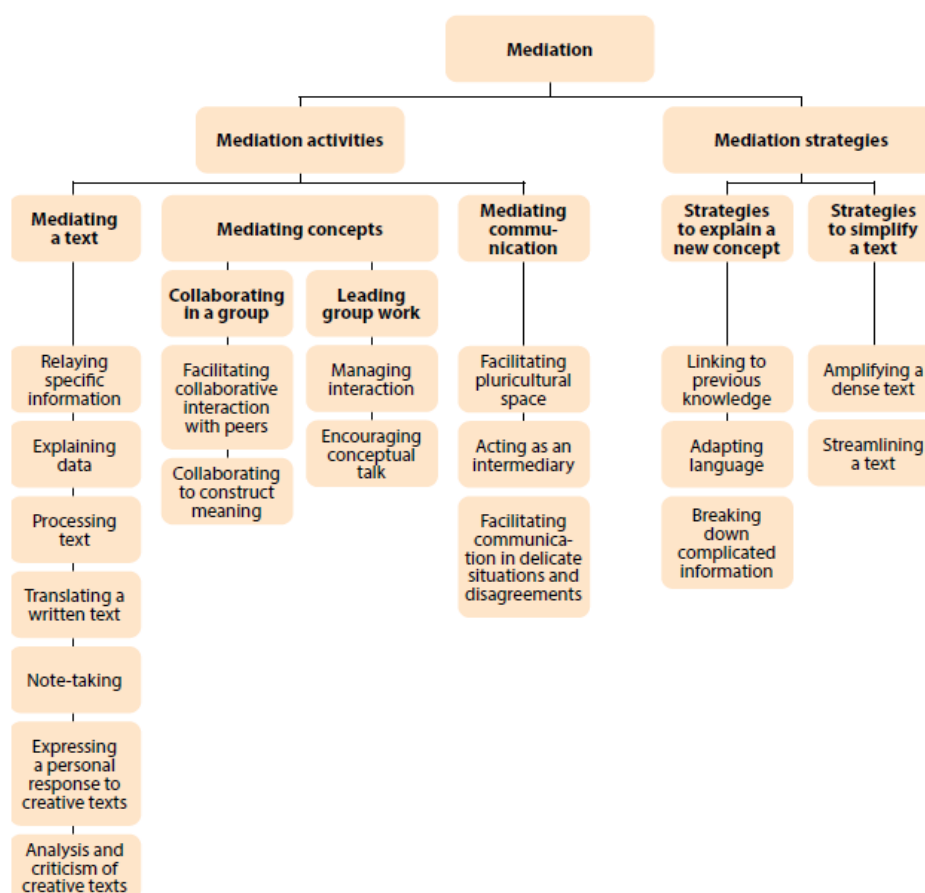 Mediation
Mediation activities
Mediation strategies
Mediating
a text
Mediating concepts
Mediating
commu-
nication
Strategies
to explain a
new concept
Strategies
to simplify
a text
Collaborating
in a group
Leading
group work
Relaying
specific
information
Explaining
data
Processing
text
Translating a
written text
Note-taking
Expressing
a personal
response to
creative texts
Analysis and
criticism of
creative texts
Facilitating
collaborative
interaction
with peers
Collaborating
to construct
meaning
Managing
interaction
Encouraging
conceptual
talk
Facilitating
pluricultural
space
Acting as an
intermediary
Facilitating
communica-
tion in delicate
situations and
disagreements
Linking to
previous
knowledge
Adapting
language
Breaking
down
complicated
information
Amplifying a
dense text
Streamlining
a text